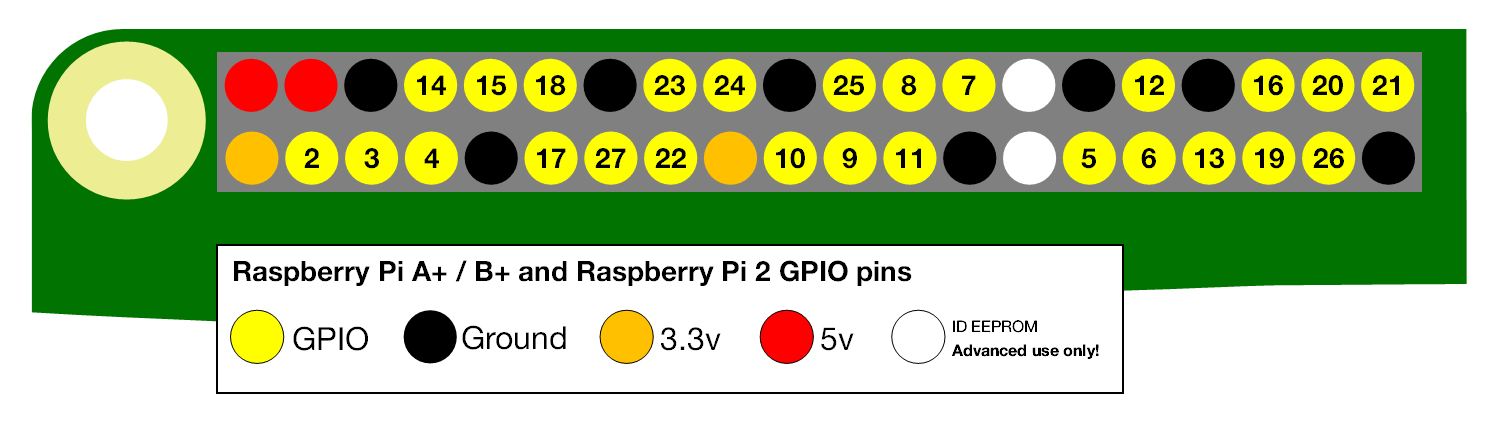 14 15 18 23 24 25 8 7 12 16 20 21
2 3 4 17 27 22 10 9 11 5 6 13 19 26
Raspberry Pi A+ / B+ and Raspberry Pi 2 GPIO pins
GPIO Ground 3.3v 5v ID EEPROM
Advanced use only!